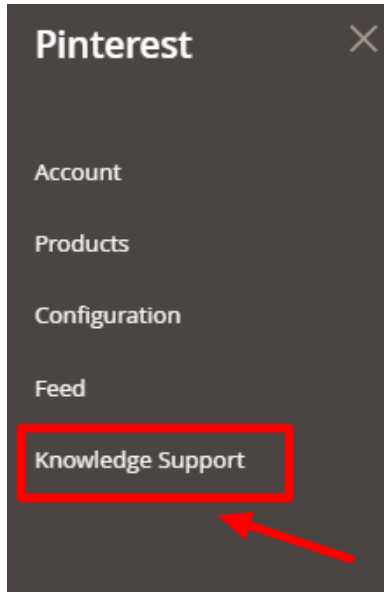 Pinterest
Account
Products
Configuration
Feed
Knowledge Support